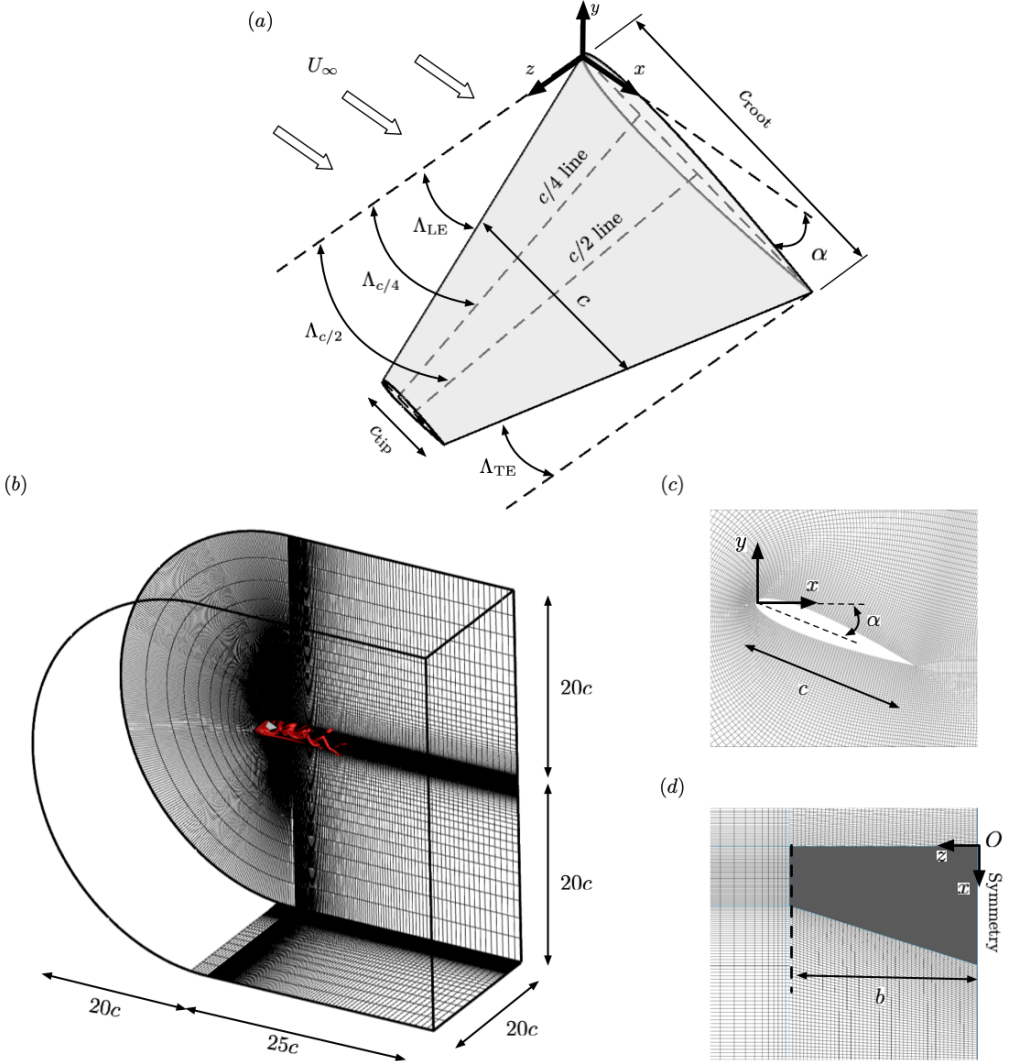 (a)
y
z
x
U∞
c_root
c/4 line
c/2 line
Λ_LE
α
Λ_c/4
c
Λ_c/2
c_tip
Λ_TE
(b)
20c
20c
20c
25c
20c
(c)
y
x
α
c
(d)
O
z
x
Symmetry
b